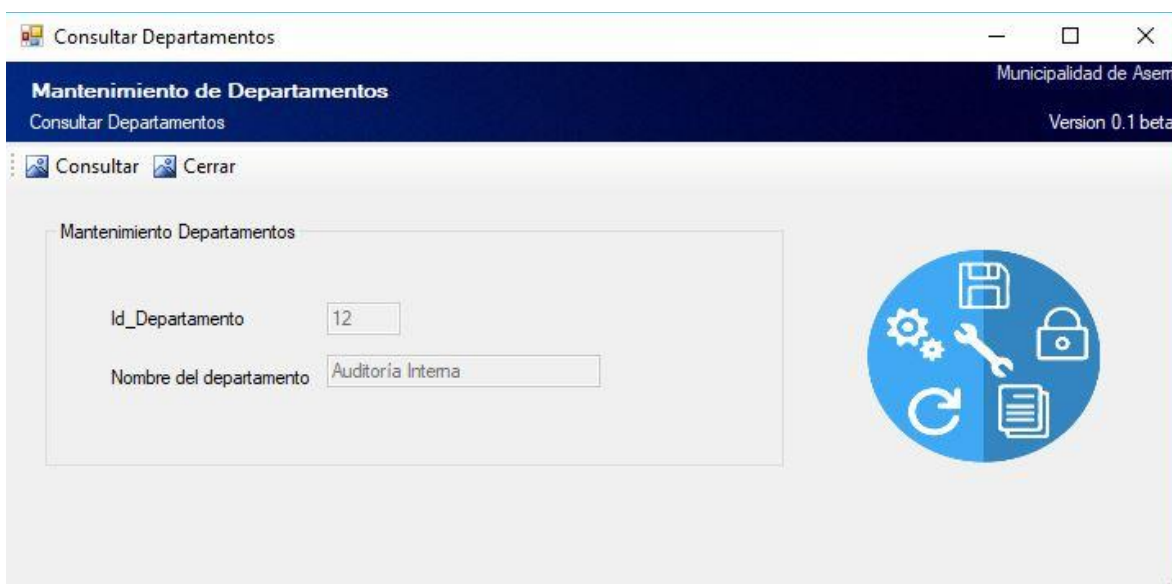 Consultar Departamentos
Mantenimiento de Departamentos
Municipalidad de Asem
Consultar Departamentos
Version 0.1 beta
Consultar Cerrar
Mantenimiento Departamentos
Id_Departamento 12
Nombre del departamento Auditoría Interna